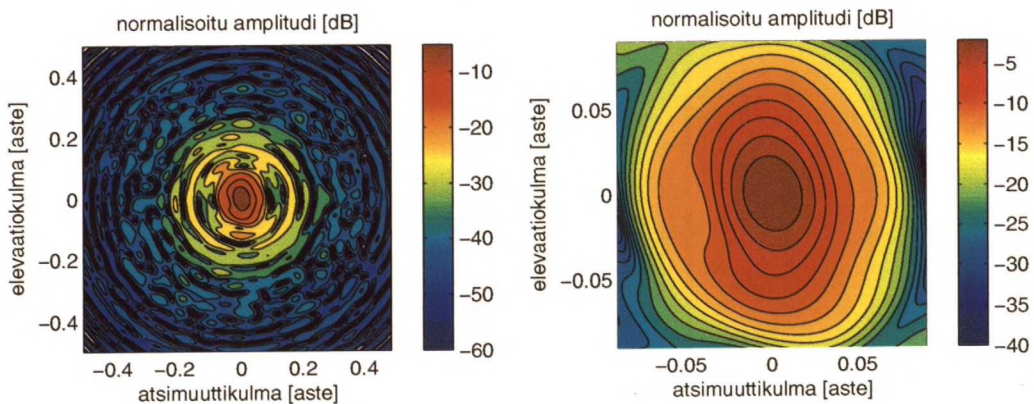 normalisoitu amplitudi [dB]
elevaatiokulma [aste]
0.4
0.2
0
−0.2
−0.4
−0.4 −0.2 0 0.2 0.4
atsimuuttikulma [aste]
−10
−20
−30
−40
−50
−60
normalisoitu amplitudi [dB]
elevaatiokulma [aste]
0.05
0
−0.05
−0.05 0 0.05
atsimuuttikulma [aste]
−5
−10
−15
−20
−25
−30
−35
−40